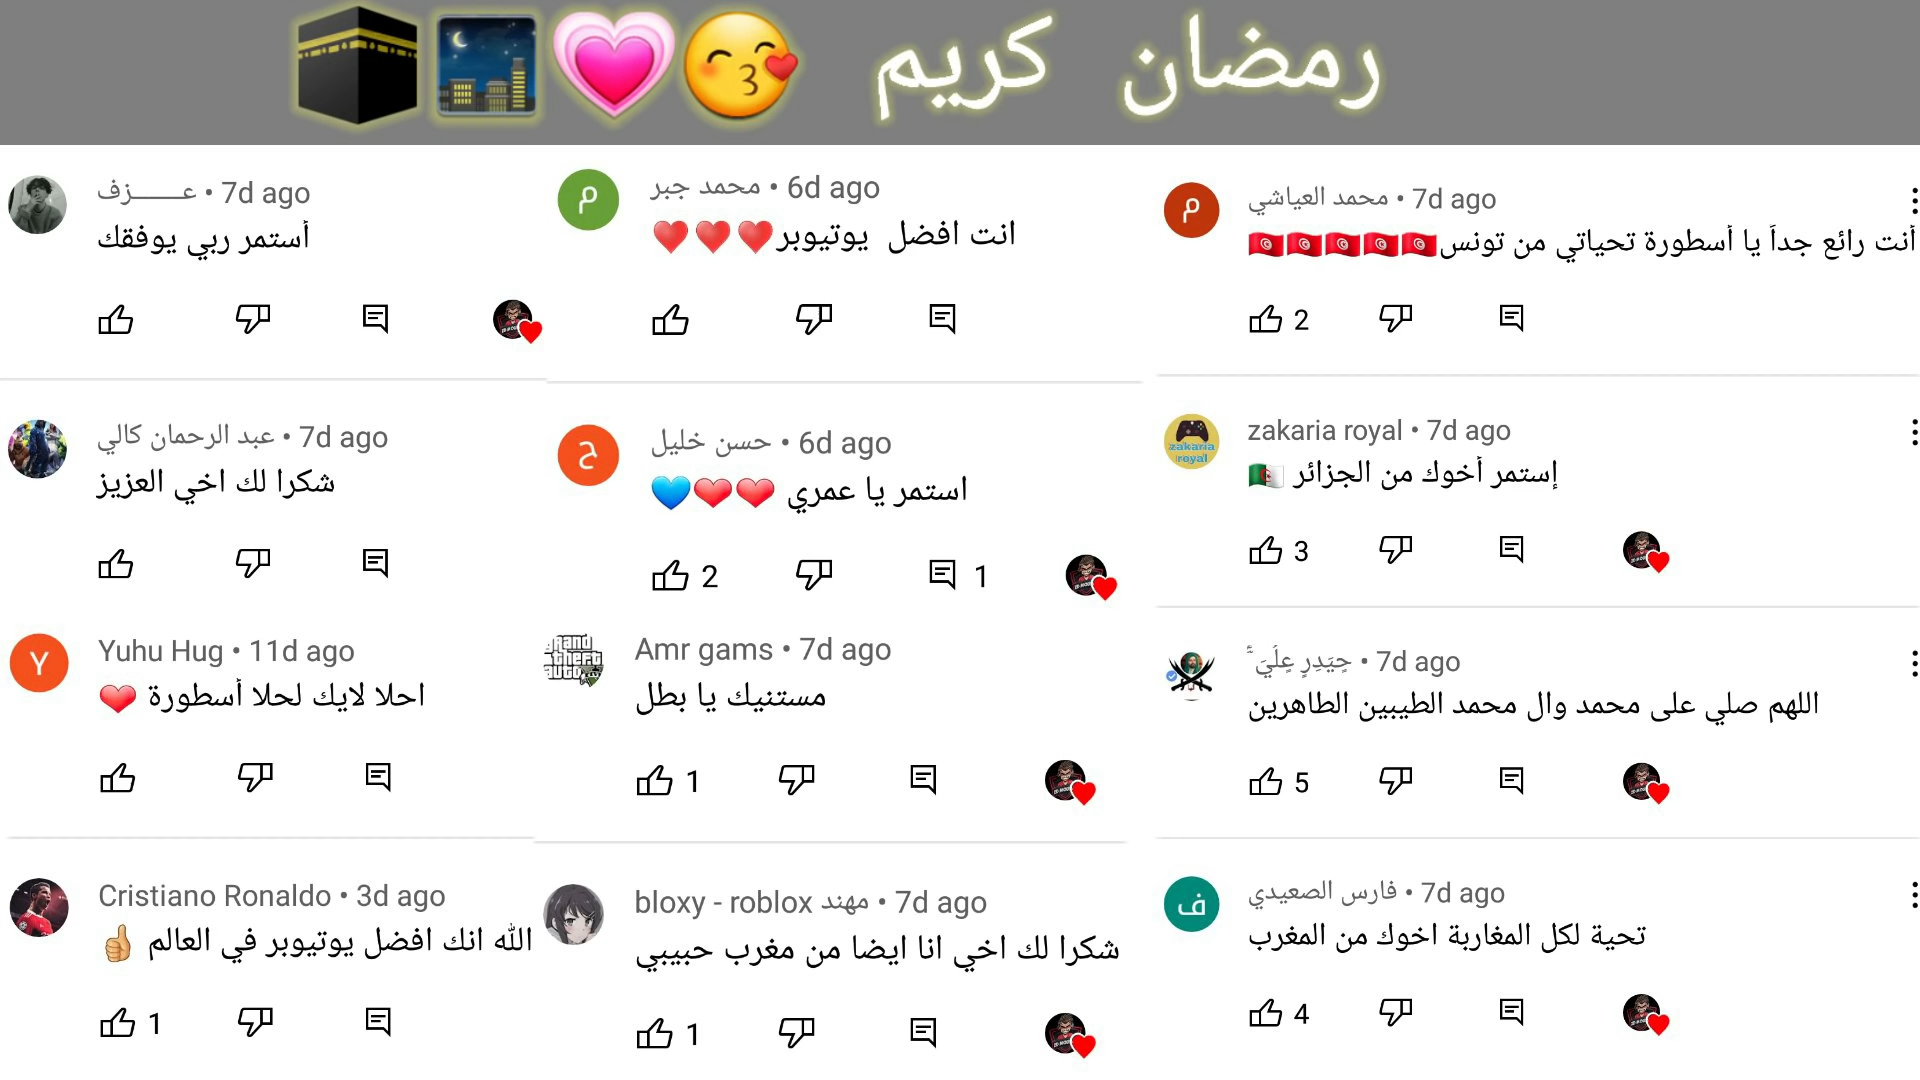 رمضان كريم 😙💗🌃🕋
عـــــــزف • 7d ago
أستمر ربي يوفقك
عبد الرحمان كالي • 7d ago
شكرا لك اخي العزيز
Yuhu Hug • 11d ago
احلا لايك لحلا أسطورة ❤
Cristiano Ronaldo • 3d ago
الله انك افضل يوتيوبر في العالم 👍🏼
1
محمد جبر • 6d ago
انت افضل يوتيوبر❤❤❤
حسن خليل • 6d ago
استمر يا عمري ❤❤💙
2 1
Amr gams • 7d ago
مستنيك يا بطل
1
bloxy - roblox مهند • 7d ago
شكرا لك اخي انا ايضا من مغرب حبيبي
1
محمد العياشي • 7d ago
أنت رائع جداً يا أسطورة تحياتي من تونس🇹🇳🇹🇳🇹🇳🇹🇳🇹🇳
2
zakaria royal
zakaria royal • 7d ago
إستمر أخوك من الجزائر 🇩🇿
3
حٍيَدِرٍ عٍلَيَ • 7d ago
اللهم صلي على محمد وال محمد الطيبين الطاهرين
5
فارس الصعيدي • 7d ago
تحية لكل المغاربة اخوك من المغرب
4